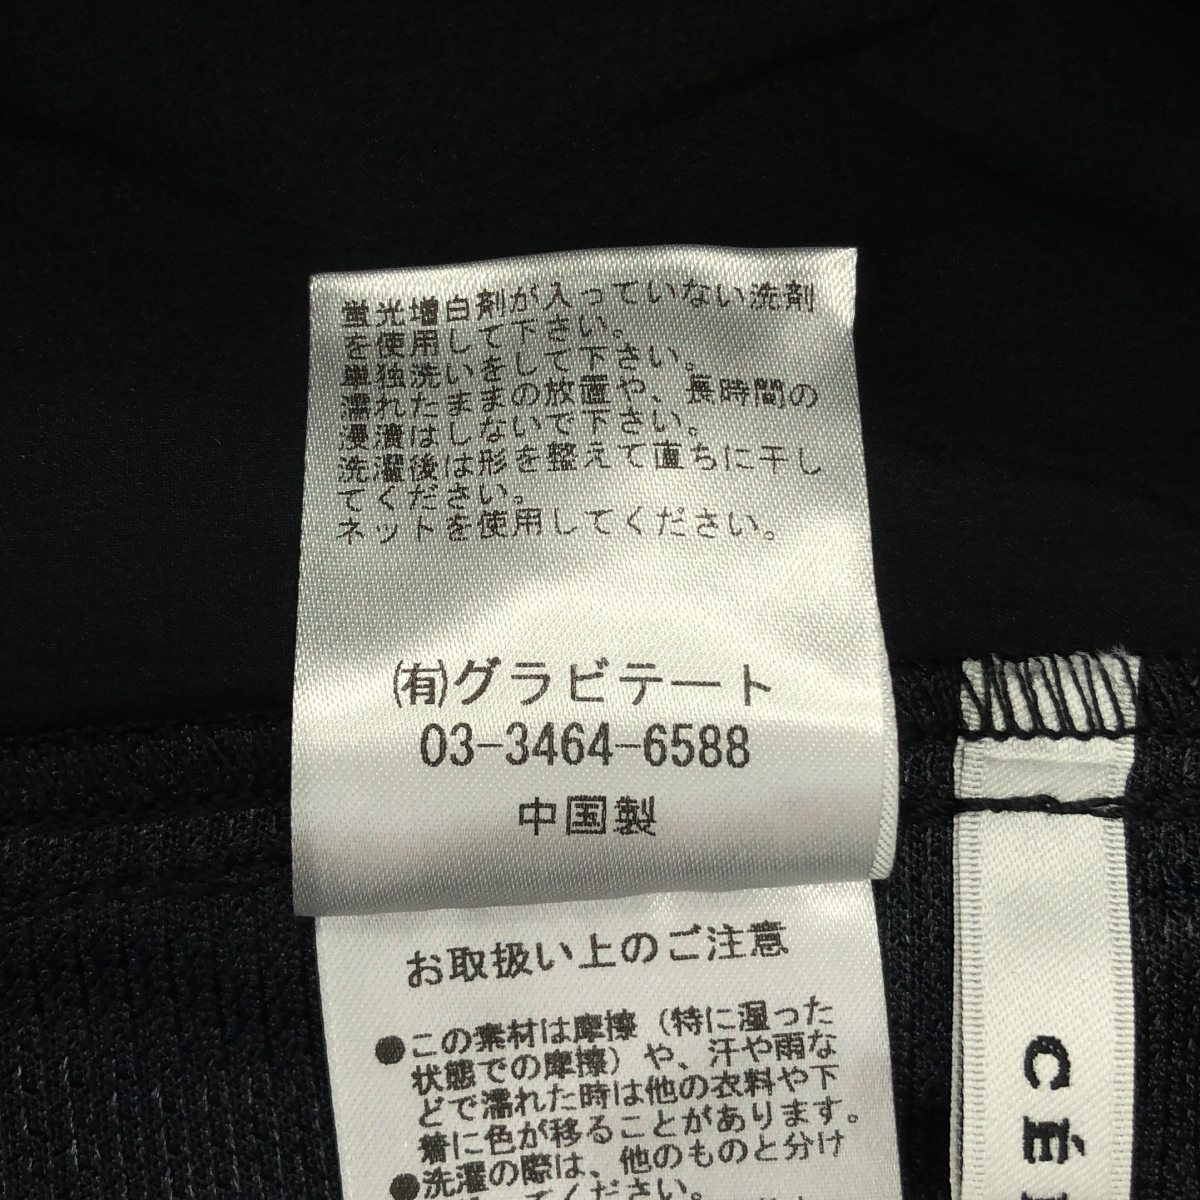 蛍光増白剤が入っていない洗剤
を使用して下さい。
単独洗いをして下さい。
濡れたままの放置や、長時間の
浸漬はしないで下さい。
洗濯後は形を整えて直ちに干し
てください。
ネットを使用してください。
㈲グラビテート
03-3464-6588
中国製
お取扱い上のご注意
●この素材は摩擦（特に湿った
状態での摩擦）や、汗や雨な
どで濡れた時は他の衣料や下
着に色が移ることがあります。
●洗濯の際は、他のものと分け
てください。
CÉ